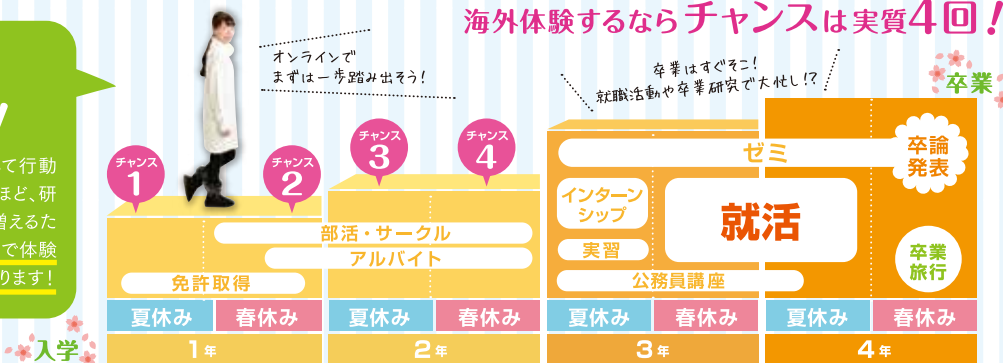 海外体験するならチャンスは実質4回!
て行動
ほど、研
増えるた
で体験
ります!
オンラインで
まずは一歩踏み出そう!
卒業はすぐそこ!
就職活動や卒業研究で大忙し!?
卒業
チャンス
1
チャンス
2
チャンス
3
チャンス
4
ゼミ
卒論
発表
インターン
シップ
就活
部活・サークル
実習
アルバイト
卒業
旅行
免許取得
公務員講座
夏休み
春休み
夏休み
春休み
夏休み
春休み
夏休み
春休み
入学
1年
2年
3年
4年